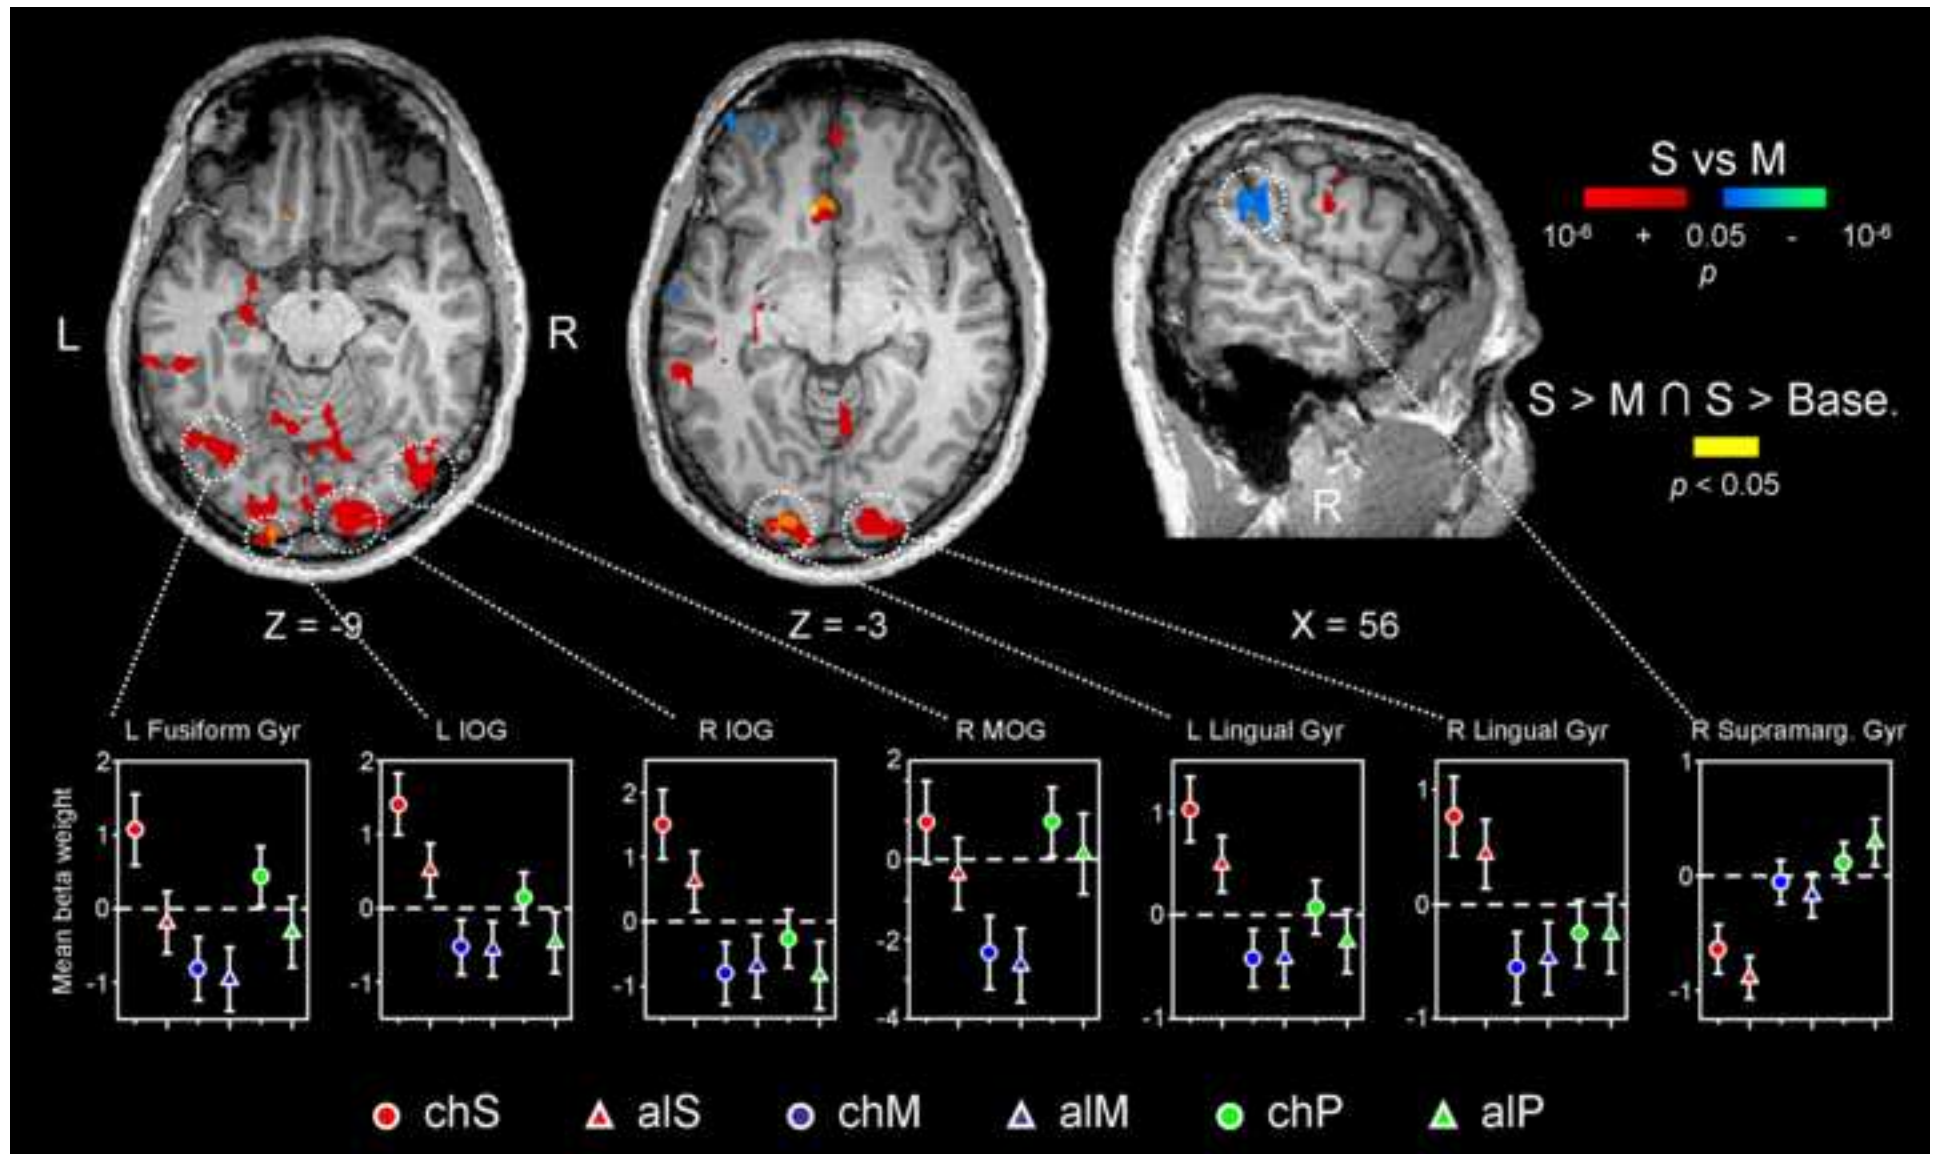 S vs M
10⁻⁶ + 0.05 - 10⁻⁶
p
L
R
S > M ∩ S > Base.
p < 0.05
R
Z = -9
Z = -3
X = 56
L Fusiform Gyr
L IOG
R IOG
R MOG
L Lingual Gyr
R Lingual Gyr
R Supramarg. Gyr
Mean beta weight
2
1
0
-1
2
1
0
-1
2
1
0
-1
2
0
-2
-4
1
0
-1
1
0
-1
1
0
-1
chS alS chM alM chP alP